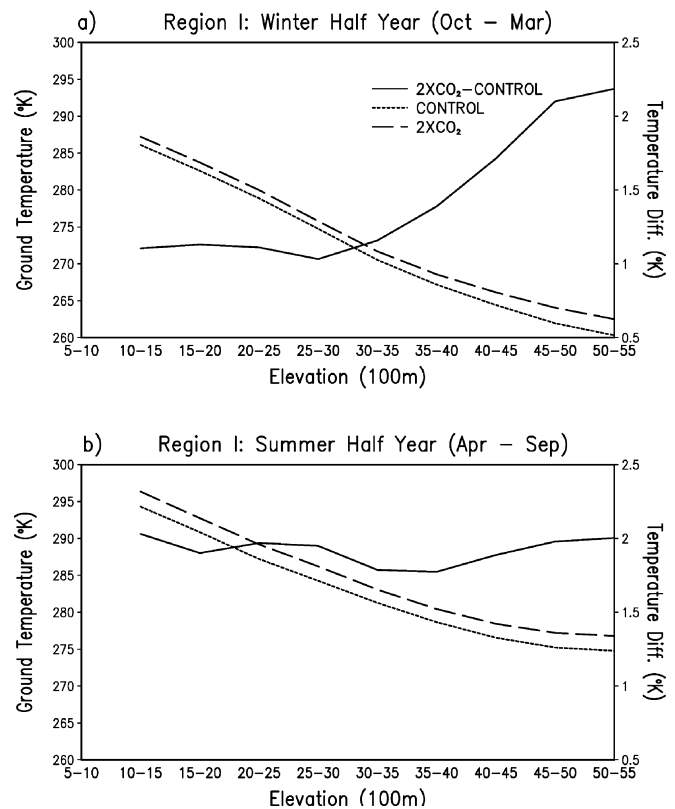 a) Region I: Winter Half Year (Oct − Mar)
300
295
290
285
280
275
270
265
260
2.5
2
1.5
1
0.5
Ground Temperature (°K)
Temperature Diff. (°K)
2XCO₂−CONTROL
CONTROL
2XCO₂
5−10 10−15 15−20 20−25 25−30 30−35 35−40 40−45 45−50 50−55
Elevation (100m)
b) Region I: Summer Half Year (Apr − Sep)
300
295
290
285
280
275
270
265
260
2.5
2
1.5
1
0.5
Ground Temperature (°K)
Temperature Diff. (°K)
5−10 10−15 15−20 20−25 25−30 30−35 35−40 40−45 45−50 50−55
Elevation (100m)